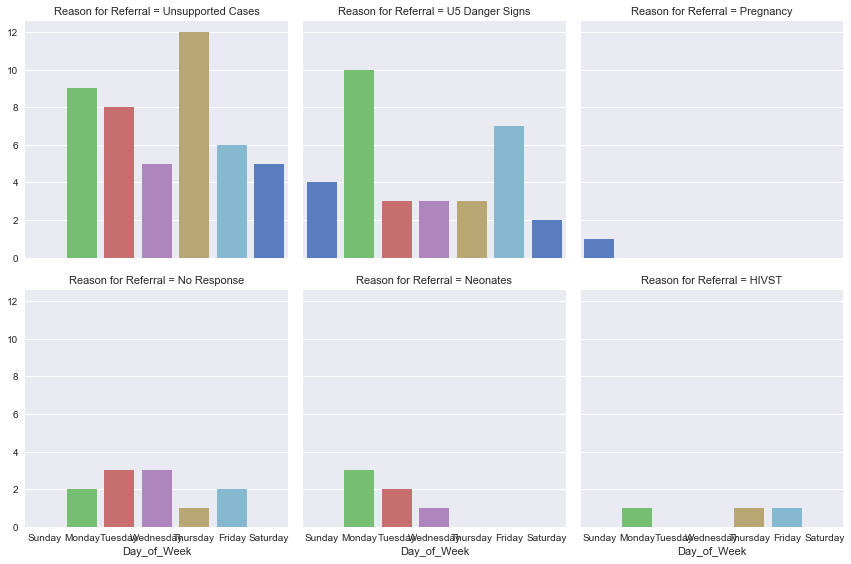 Reason for Referral = Unsupported Cases
Reason for Referral = U5 Danger Signs
Reason for Referral = Pregnancy
12
10
8
6
4
2
0
Reason for Referral = No Response
Reason for Referral = Neonates
Reason for Referral = HIVST
12
10
8
6
4
2
0
Sunday Monday Tuesday Wednesday Thursday Friday Saturday
Sunday Monday Tuesday Wednesday Thursday Friday Saturday
Sunday Monday Tuesday Wednesday Thursday Friday Saturday
Day_of_Week
Day_of_Week
Day_of_Week